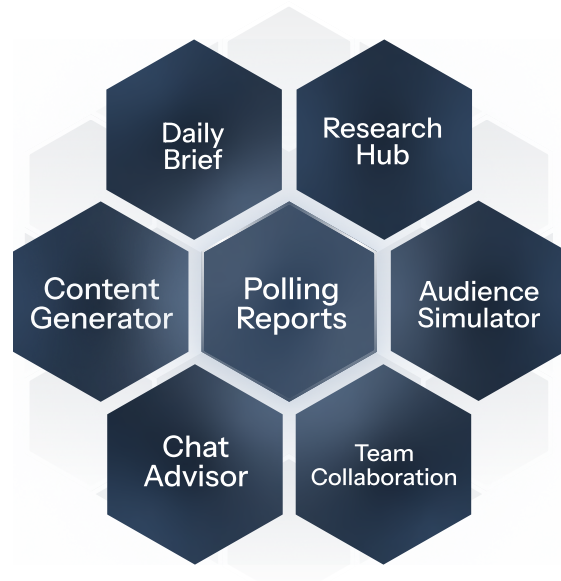 Daily
Brief
Research
Hub
Content
Generator
Polling
Reports
Audience
Simulator
Chat
Advisor
Team
Collaboration